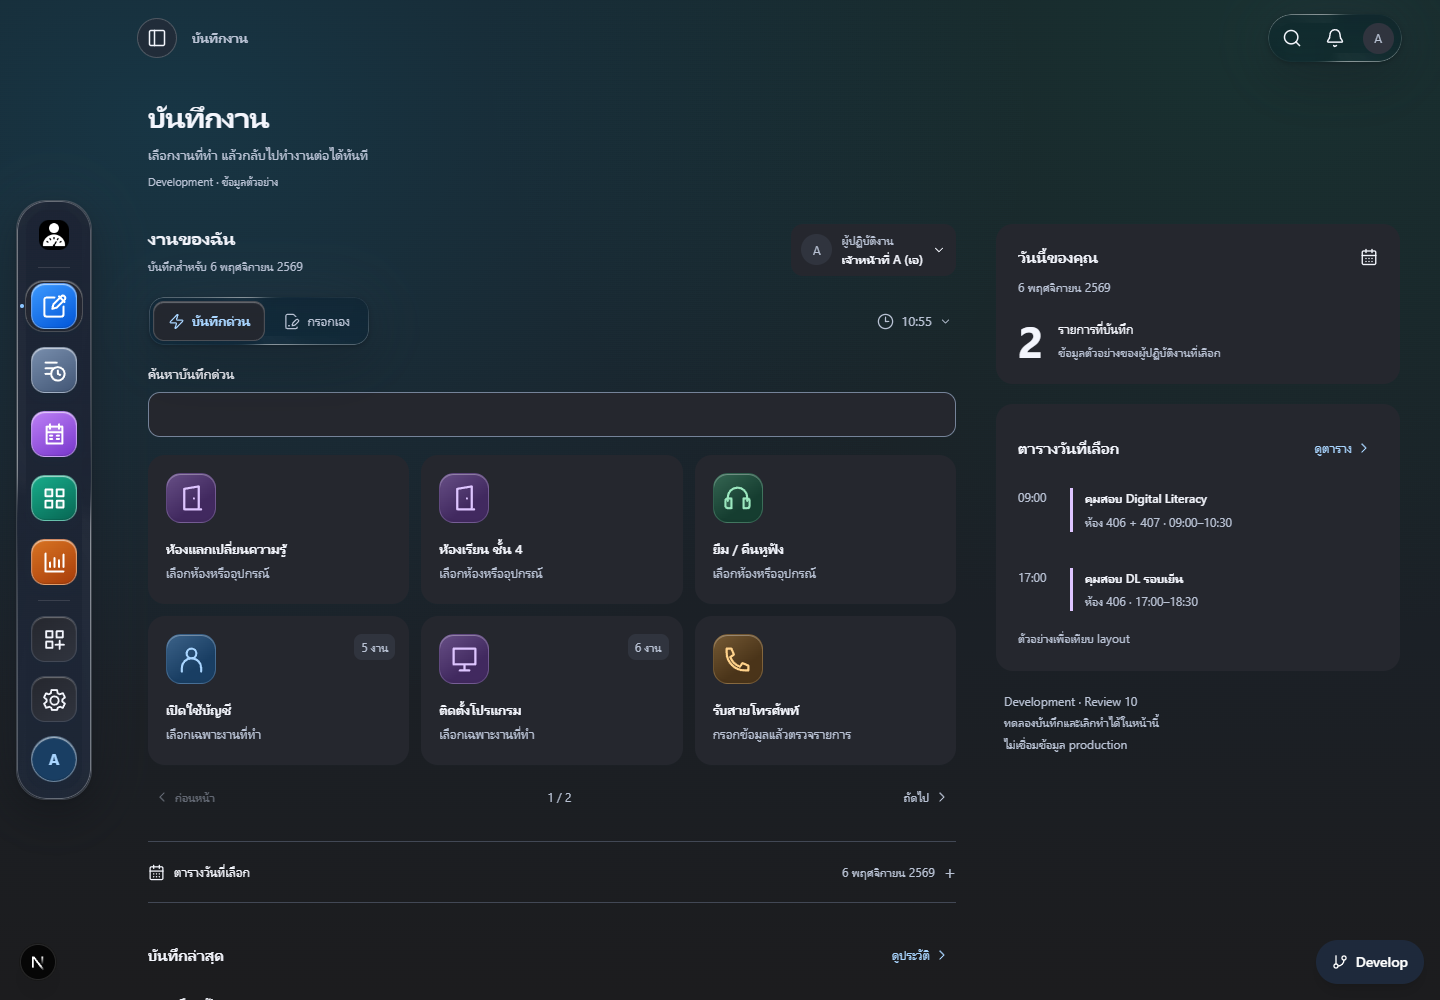 บันทึกงาน
A
บันทึกงาน
เลือกงานที่ทำ แล้วกลับไปทำงานต่อได้ทันที
Development · ข้อมูลตัวอย่าง
งานของฉัน
บันทึกสำหรับ 6 พฤศจิกายน 2569
A
ผู้ปฏิบัติงาน
เจ้าหน้าที่ A (เอ)
บันทึกด่วน
กรอกเอง
10:55
ค้นหาบันทึกด่วน
ห้องแลกเปลี่ยนความรู้
เลือกห้องหรืออุปกรณ์
ห้องเรียน ชั้น 4
เลือกห้องหรืออุปกรณ์
ยืม / คืนหูฟัง
เลือกห้องหรืออุปกรณ์
5 งาน
เปิดใช้บัญชี
เลือกเฉพาะงานที่ทำ
6 งาน
ติดตั้งโปรแกรม
เลือกเฉพาะงานที่ทำ
รับสายโทรศัพท์
กรอกข้อมูลแล้วตรวจรายการ
ก่อนหน้า
1 / 2
ถัดไป
ตารางวันที่เลือก
6 พฤศจิกายน 2569
บันทึกล่าสุด
ดูประวัติ
วันนี้ของคุณ
6 พฤศจิกายน 2569
2
รายการที่บันทึก
ข้อมูลตัวอย่างของผู้ปฏิบัติงานที่เลือก
ตารางวันที่เลือก
ดูตาราง
09:00
คุมสอบ Digital Literacy
ห้อง 406 + 407 · 09:00–10:30
17:00
คุมสอบ DL รอบเย็น
ห้อง 406 · 17:00–18:30
ตัวอย่างเพื่อเทียบ layout
Development · Review 10
ทดลองบันทึกและเลิกทำได้ในหน้านี้
ไม่เชื่อมข้อมูล production
A
N
Develop